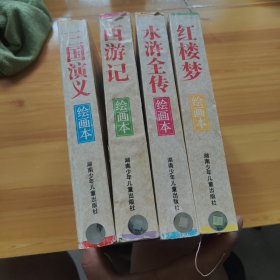 三国演义
绘画本
湖南少年儿童出版社
西游记
绘画本
湖南少年儿童出版社
水浒全传
绘画本
湖南少年儿童出版社
红楼梦
绘画本
湖南少年儿童出版社